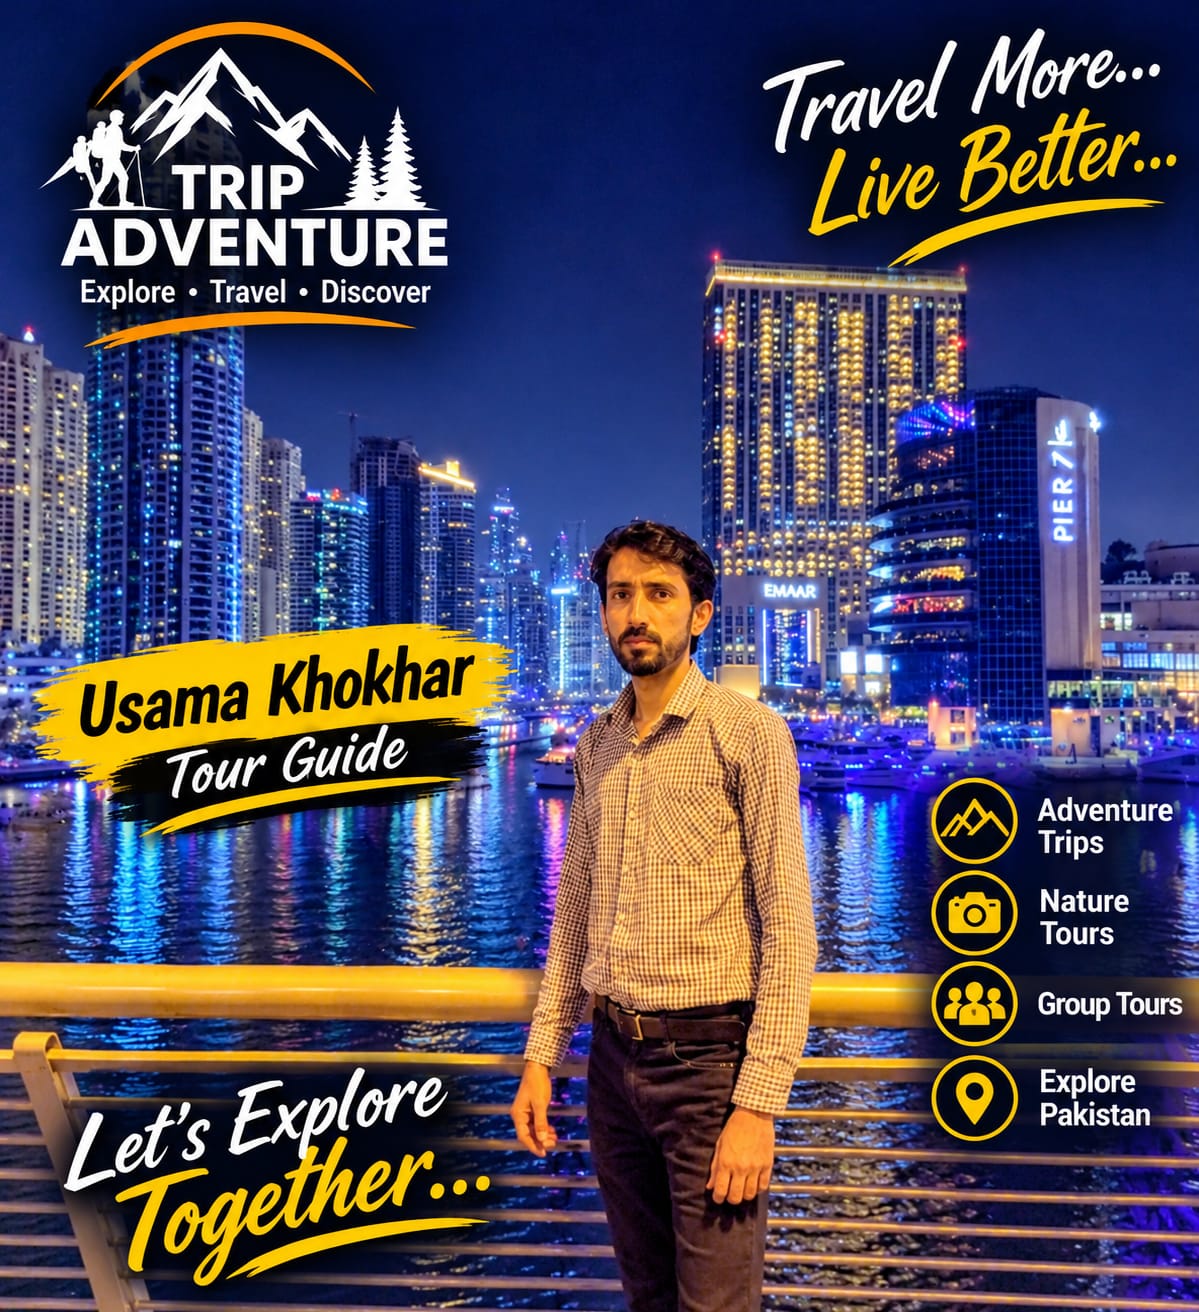 TRIP
ADVENTURE
Explore • Travel • Discover
Travel More...
Live Better...
PIER 7
EMAAR
Usama Khokhar
Tour Guide
Adventure
Trips
Nature
Tours
Group Tours
Explore
Pakistan
Let's Explore
Together...